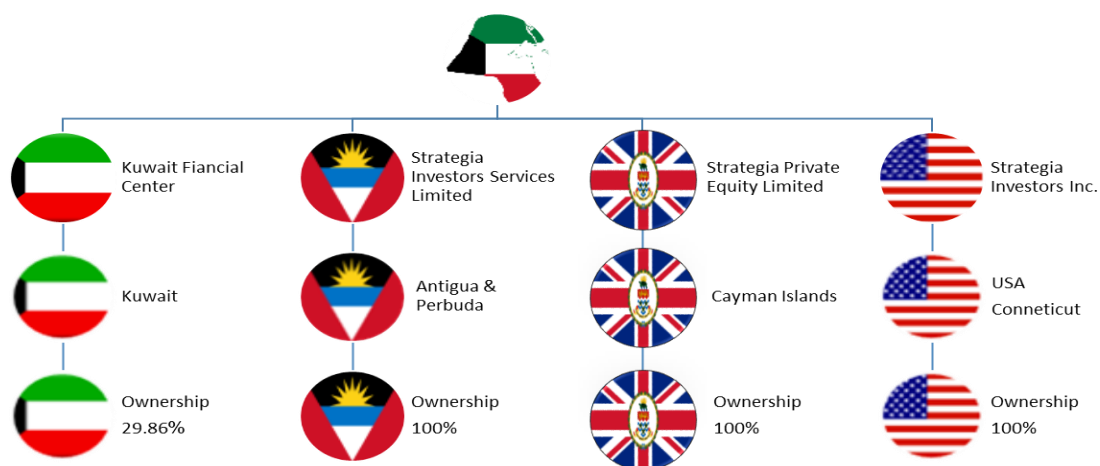 Kuwait Fiancial
Center
Strategia
Investors Services
Limited
Strategia Private
Equity Limited
Strategia
Investors Inc.
Kuwait
Antigua &
Perbuda
Cayman Islands
USA
Conneticut
Ownership
29.86%
Ownership
100%
Ownership
100%
Ownership
100%